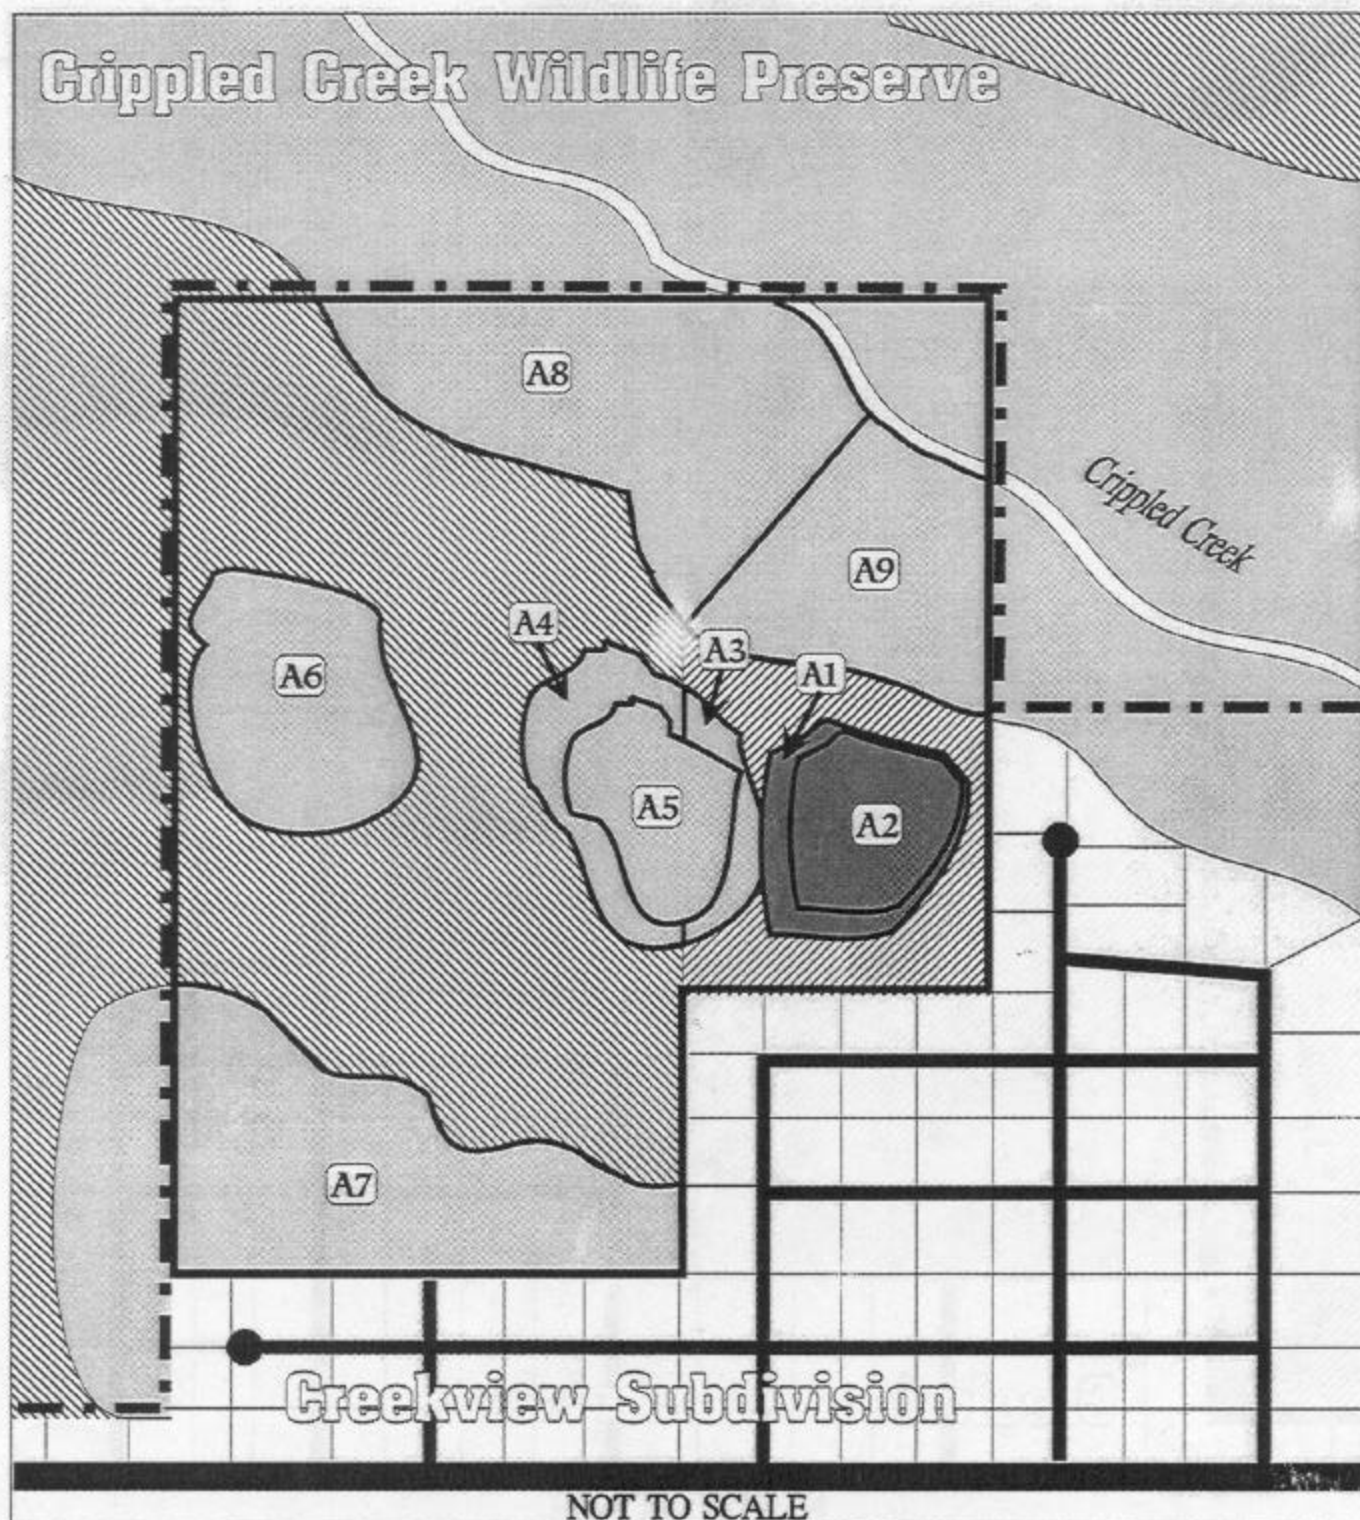 Crippled Creek Wildlife Preserve
A8
Crippled Creek
A9
A4
A3
A1
A6
A5
A2
A7
Creekview Subdivision
NOT TO SCALE